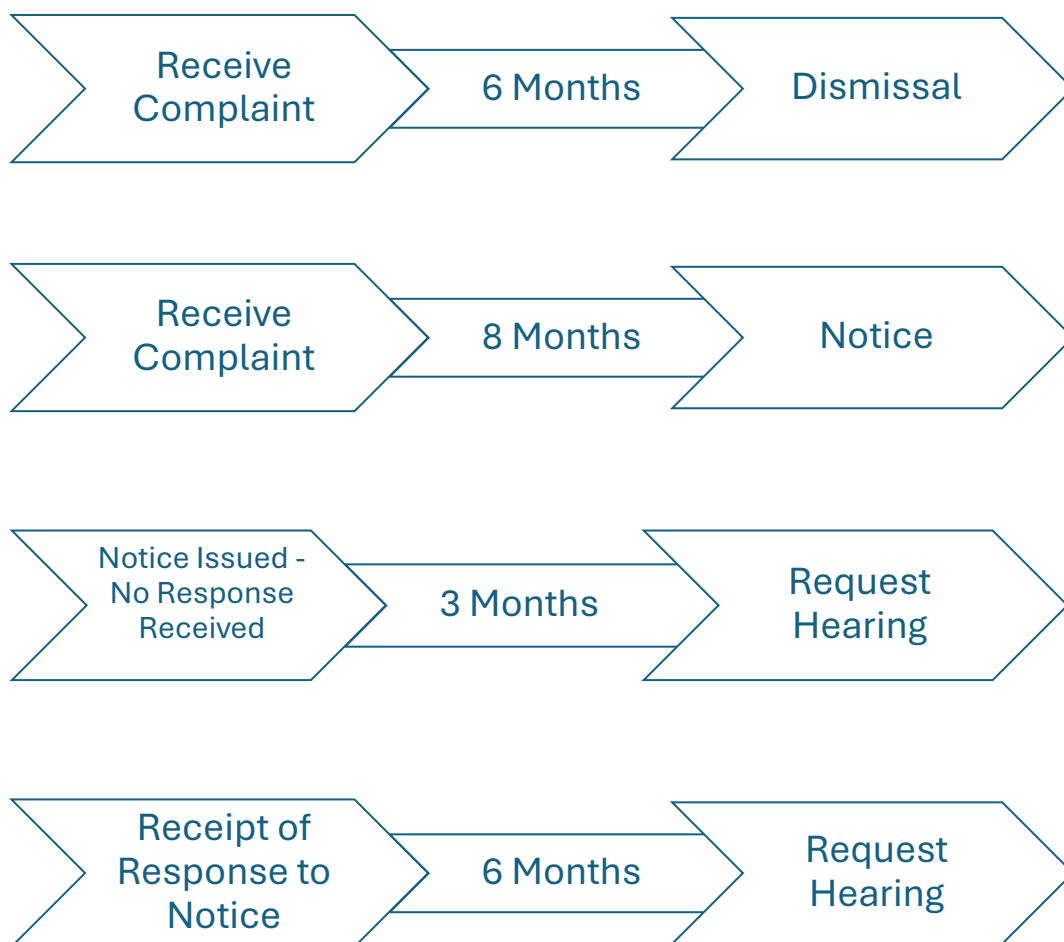 Receive
Complaint
6 Months
Dismissal
Receive
Complaint
8 Months
Notice
Notice Issued -
No Response
Received
3 Months
Request
Hearing
Receipt of
Response to
Notice
6 Months
Request
Hearing